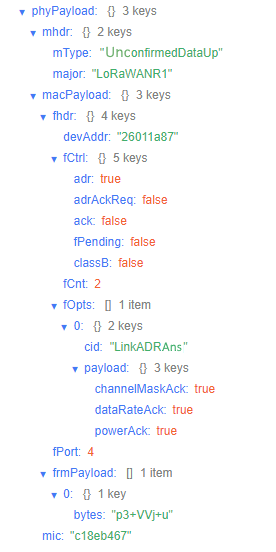 ▼ phyPayload: {} 3 keys
▼ mhdr: {} 2 keys
mType: "UnconfirmedDataUp"
major: "LoRaWANR1"
▼ macPayload: {} 3 keys
▼ fhdr: {} 4 keys
devAddr: "26011a87"
▼ fCtrl: {} 5 keys
adr: true
adrAckReq: false
ack: false
fPending: false
classB: false
fCnt: 2
▼ fOpts: [] 1 item
▼ 0: {} 2 keys
cid: "LinkADRAns"
▼ payload: {} 3 keys
channelMaskAck: true
dataRateAck: true
powerAck: true
fPort: 4
▼ frmPayload: [] 1 item
▼ 0: {} 1 key
bytes: "p3+VVj+u"
mic: "c18eb467"